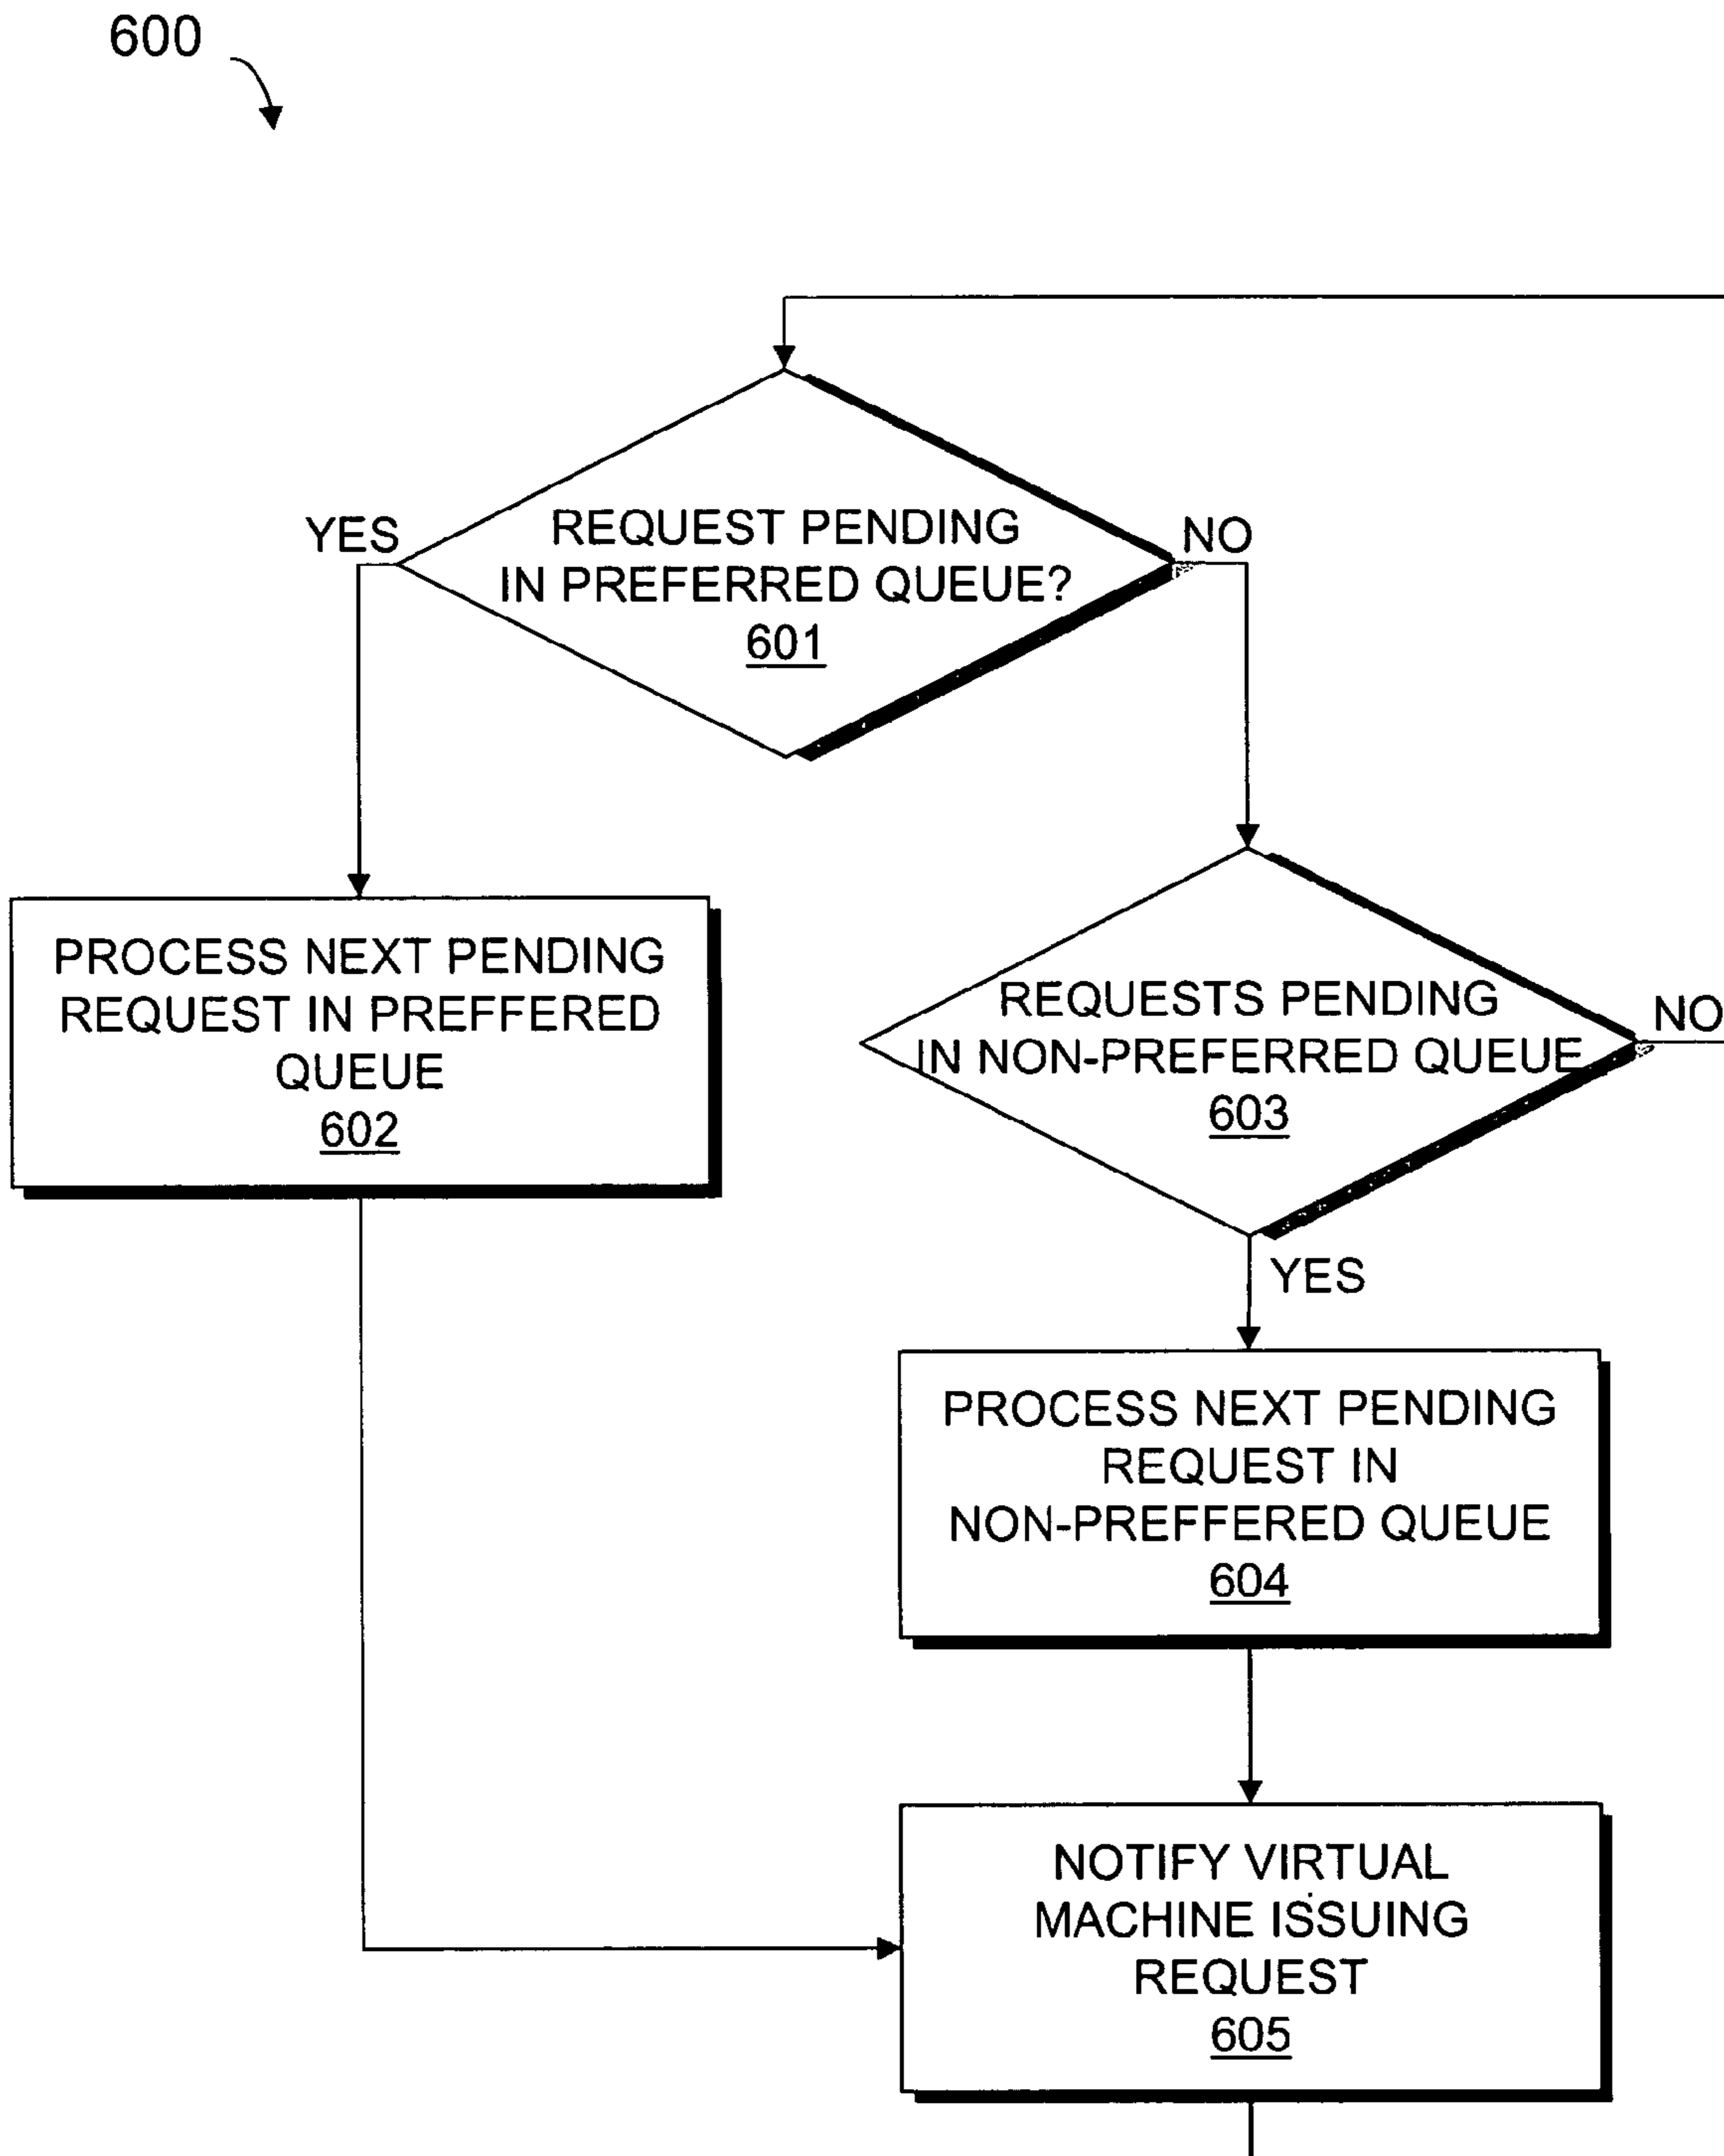 600
YES
REQUEST PENDING
IN PREFERRED QUEUE?
601
NO
PROCESS NEXT PENDING
REQUEST IN PREFFERED
QUEUE
602
REQUESTS PENDING
IN NON-PREFERRED QUEUE
603
NO
YES
PROCESS NEXT PENDING
REQUEST IN
NON-PREFFERED QUEUE
604
NOTIFY VIRTUAL
MACHINE ISSUING
REQUEST
605